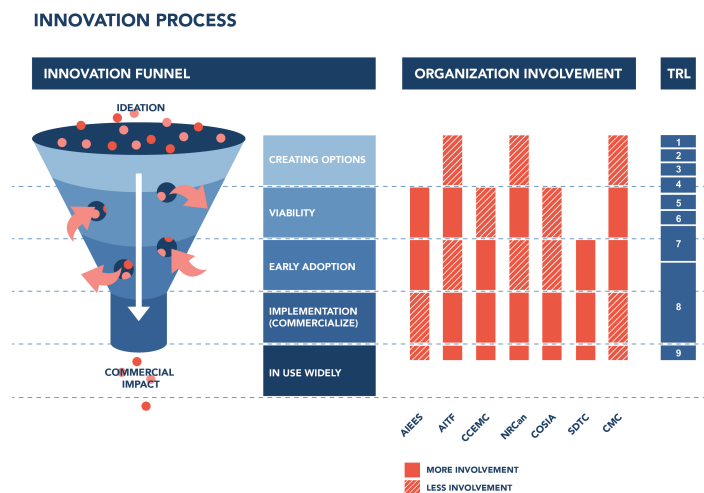 INNOVATION PROCESS
INNOVATION FUNNEL
ORGANIZATION INVOLVEMENT
TRL
IDEATION
CREATING OPTIONS
VIABILITY
EARLY ADOPTION
IMPLEMENTATION
(COMMERCIALIZE)
IN USE WIDELY
COMMERCIAL
IMPACT
1
2
3
4
5
6
7
8
9
AIEES
AITF
CCEMC
NRCan
COSIA
SDTC
CMC
MORE INVOLVEMENT
LESS INVOLVEMENT